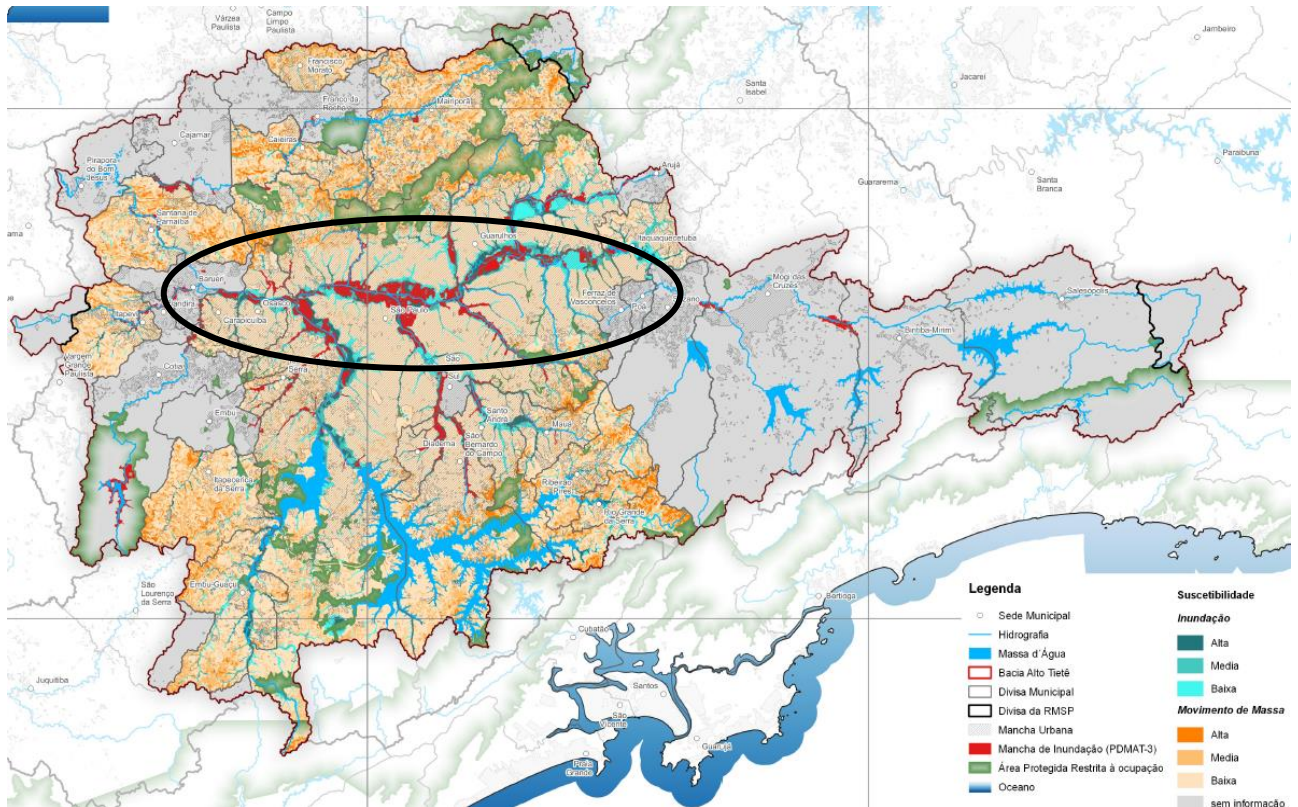 Várzea
Paulista
Campo
Limpo
Paulista
Jambeiro
Francisco
Morato
Santa
Isabel
Jacareí
Franco da
Rocha
Mairiporã
Cajamar
Caieiras
Paraibuna
Pirapora
do Bom
Jesus
Arujá
Santa
Branca
Guararema
Santana de
Parnaíba
Guarulhos
Itaquaquecetuba
Barueri
Mogi das
Cruzes
Salesópolis
Jandira
Osasco
Ferraz de
Vasconcelos
Poá
Itapevi
Carapicuíba
São Paulo
Biritiba-Mirim
Vargem
Grande
Paulista
Cotia
São
Serra
Sul
Embu
Santo
André
Mauá
Diadema
São
Bernardo
do Campo
Itapecerica
da Serra
Ribeirão
Pires
Rio Grande
da Serra
Embu-Guaçu
São
Lourenço
da Serra
Bertioga
Juquitiba
Cubatão
Santos
São
Vicente
Guarujá
Praia
Grande
Legenda
Sede Municipal
Hidrografia
Massa d´Água
Bacia Alto Tietê
Divisa Municipal
Divisa da RMSP
Mancha Urbana
Mancha de Inundação (PDMAT-3)
Área Protegida Restrita à ocupação
Oceano
Suscetibilidade
Inundação
Alta
Media
Baixa
Movimento de Massa
Alta
Media
Baixa
sem informação